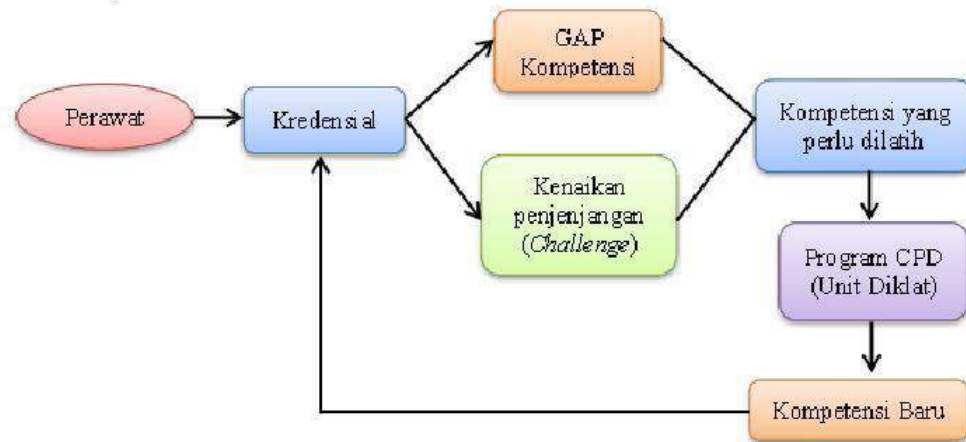 GAP
Kompetensi
Perawat
Kredensial
Kompetensi yang
perlu dilatih
Kenaikan
penjenjangan
(Challenge)
Program CPD
(Unit Diklat)
Kompetensi Baru